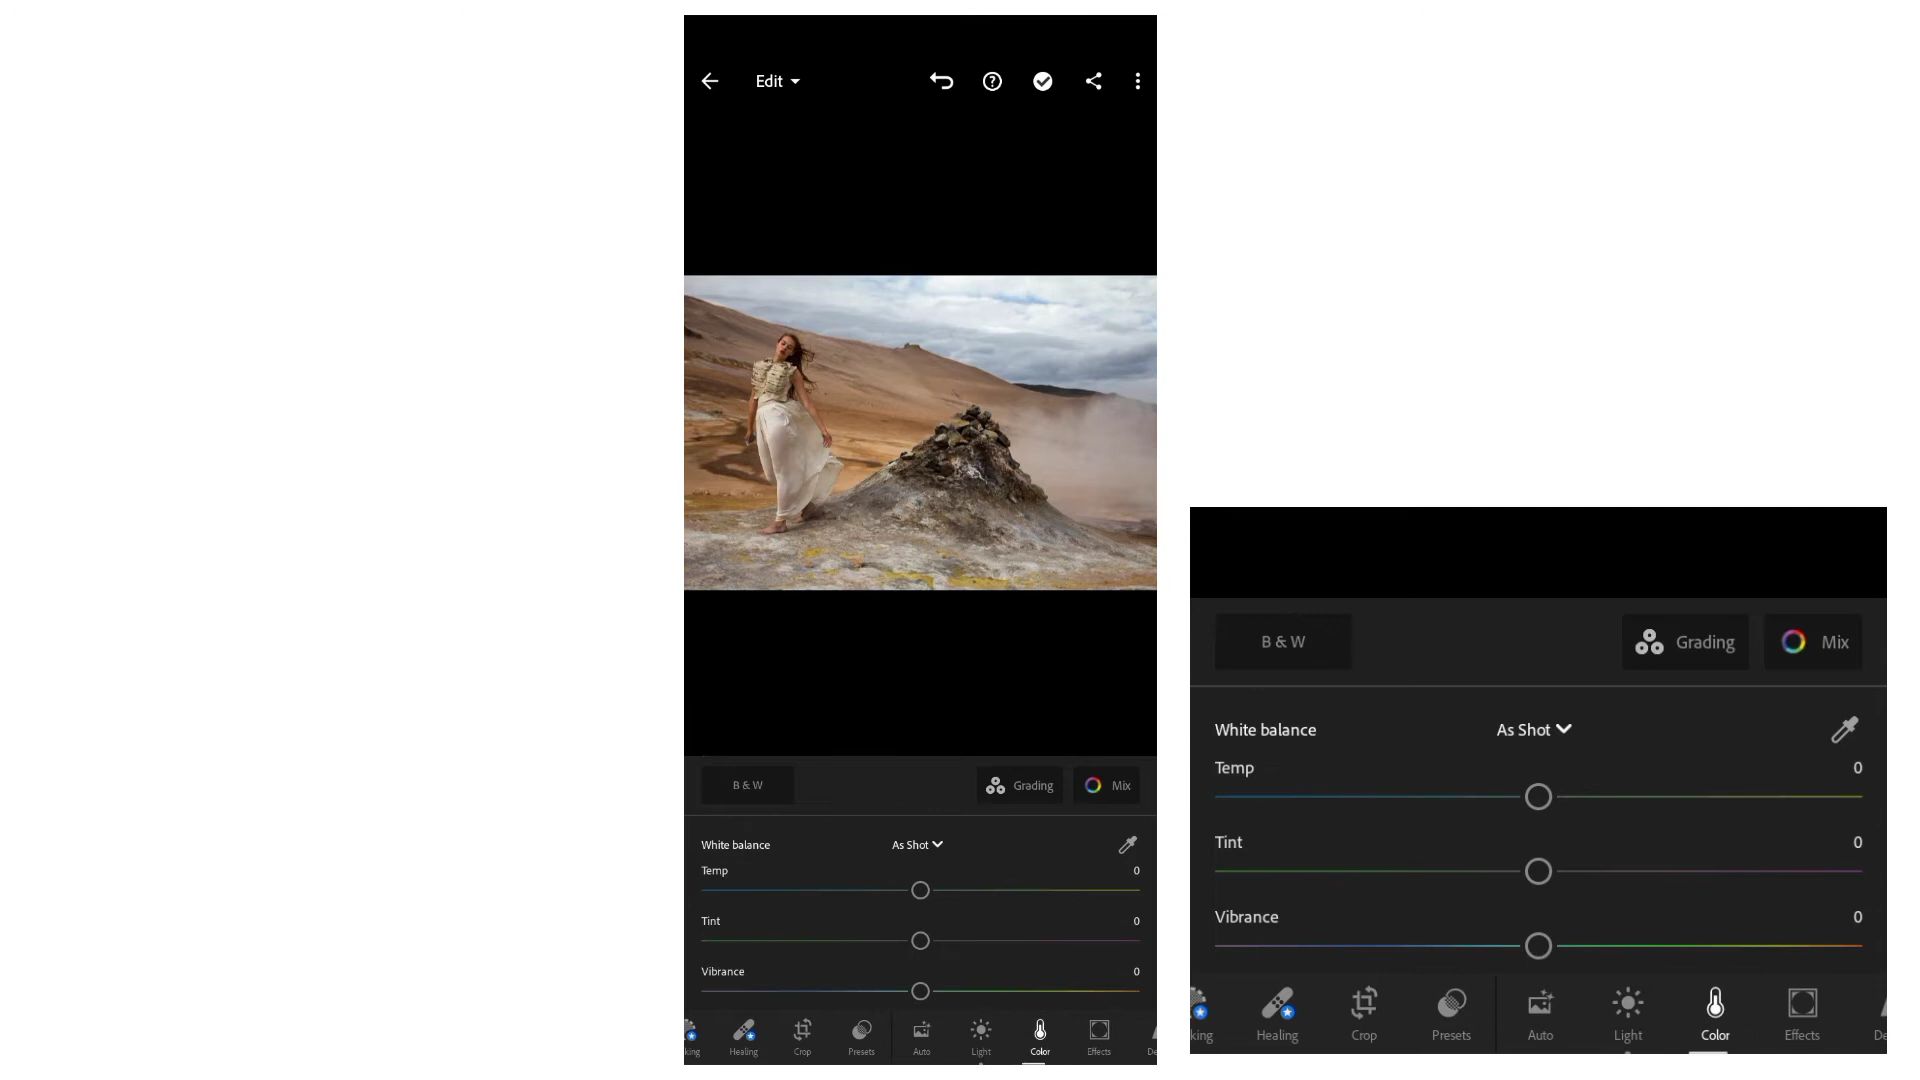 Edit
B & W
Grading
Mix
White balance
As Shot
Temp
0
Tint
0
Vibrance
0
king
Healing
Crop
Presets
Auto
Light
Color
Effects
De
B & W
Grading
Mix
White balance
As Shot
Temp
0
Tint
0
Vibrance
0
king
Healing
Crop
Presets
Auto
Light
Color
Effects
De